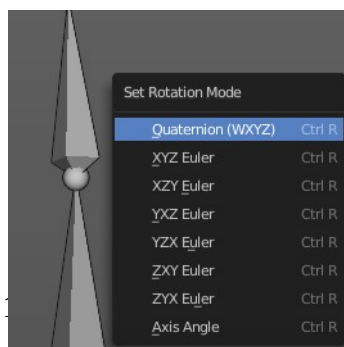 Set Rotation Mode
Quaternion (WXYZ) Ctrl R
XYZ Euler Ctrl R
XZY Euler Ctrl R
YXZ Euler Ctrl R
YZX Euler Ctrl R
ZXY Euler Ctrl R
ZYX Euler Ctrl R
Axis Angle Ctrl R